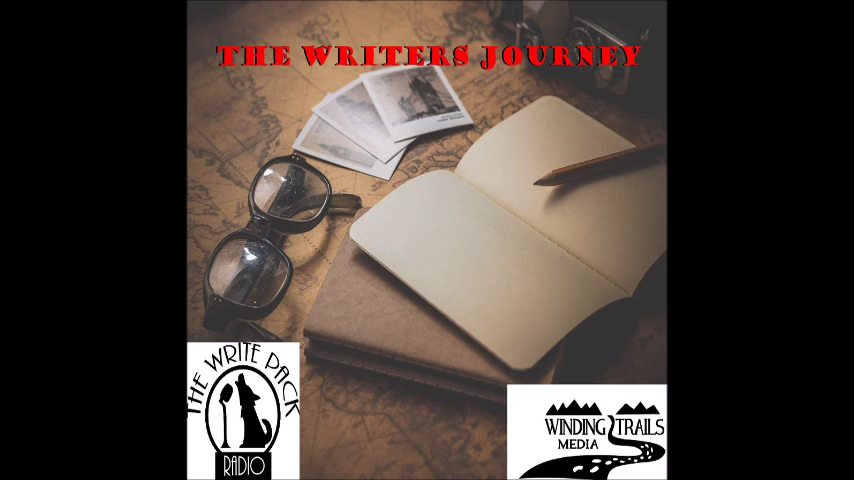 THE WRITERS JOURNEY
THE WRITE PACK
RADIO
WINDING TRAILS
MEDIA